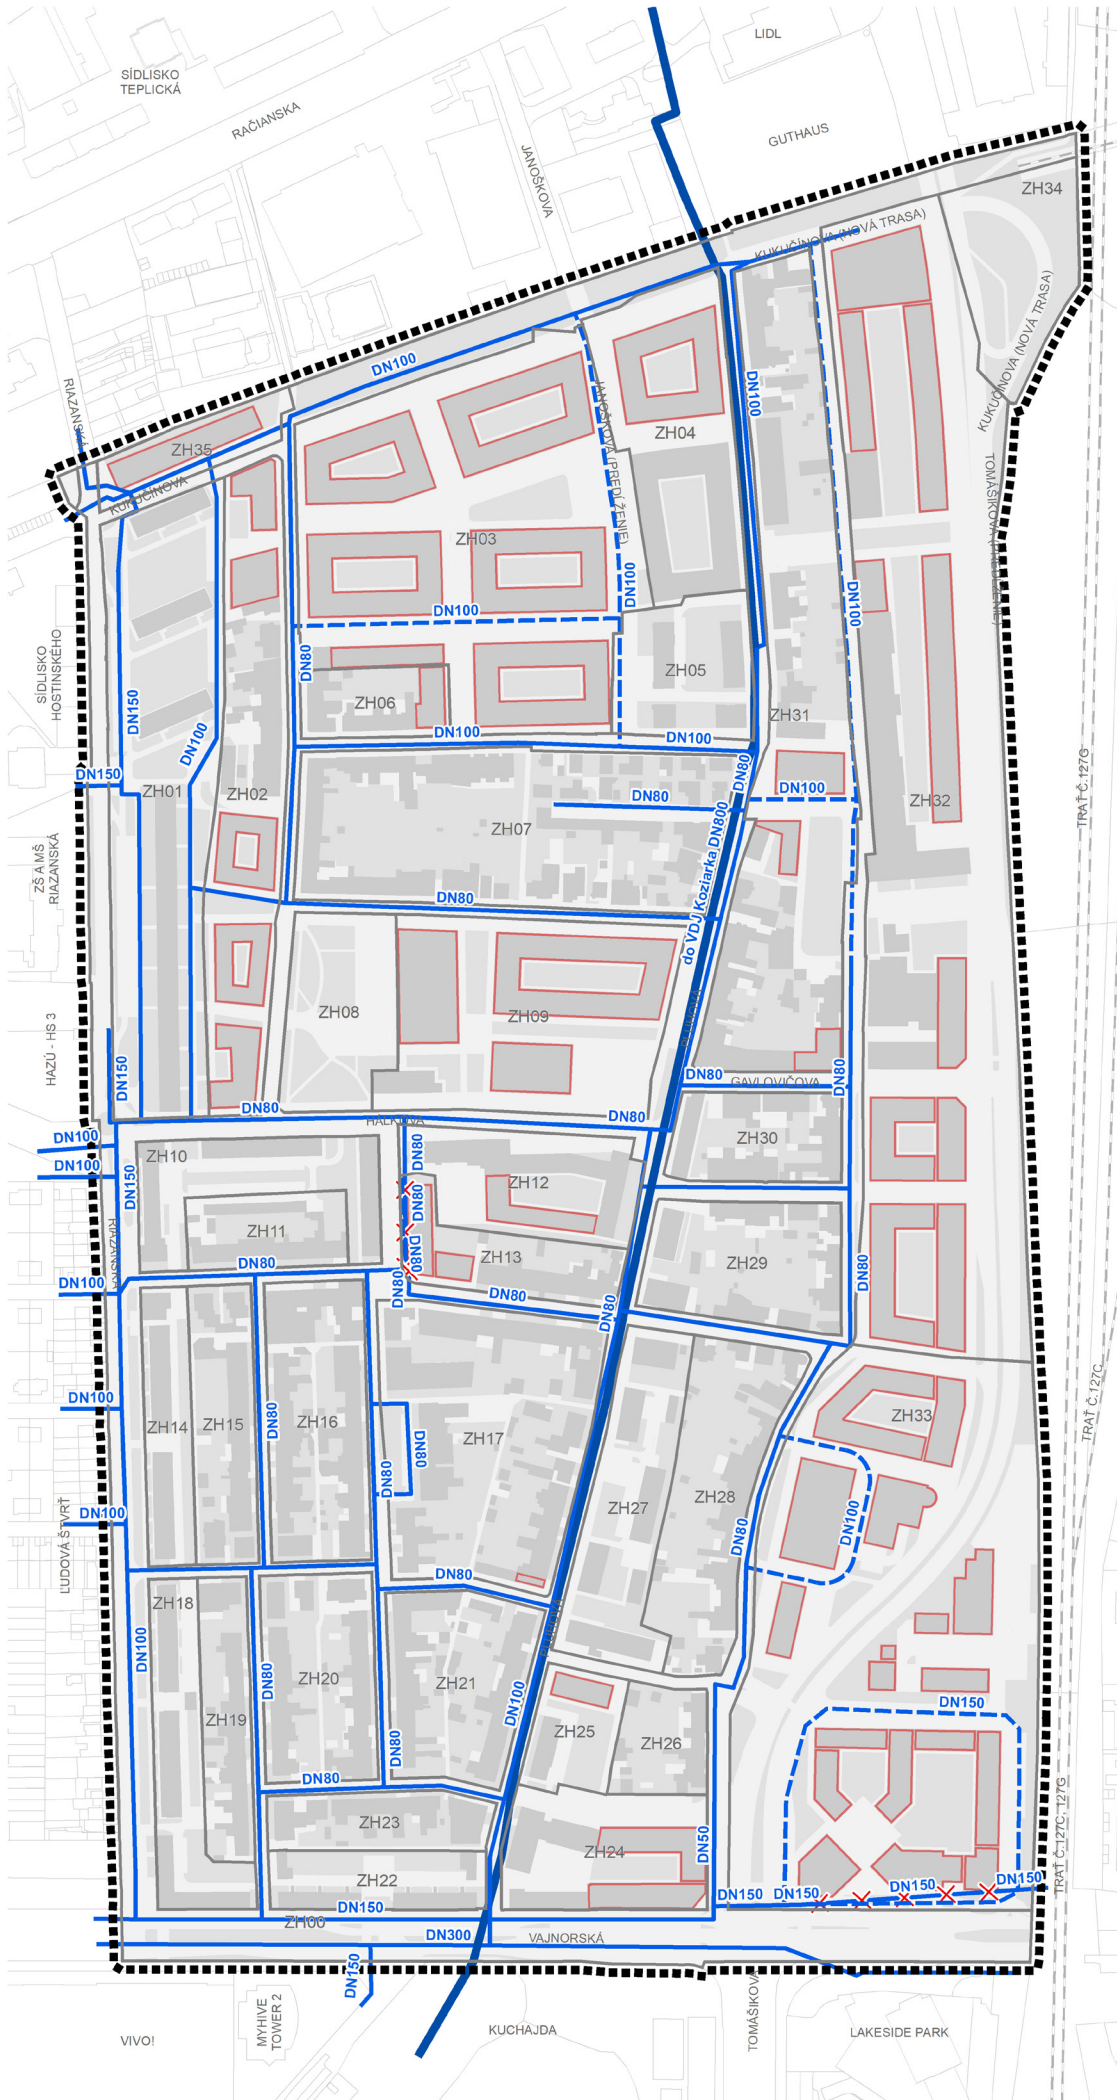 LIDL
SÍDLISKO
TEPLICKÁ
RAČIANSKA
GUTHAUS
JANOŠKOVA
ZH34
KUKUČÍNOVA (NOVÁ TRASA)
KUKUČÍNOVA (NOVÁ TRASA)
DN100
RIAZANSKÁ
DN100
JANOŠKOVA (PREDĹŽENIE)
ZH04
ZH35
KUKUČÍNOVA
TOMÁŠIKOVA (PREDĹŽENIE)
ZH03
DN100
DN100
DN100
SÍDLISKO
HOSTINSKÉHO
DN80
ZH05
DN150
ZH06
ZH31
DN100
DN100
DN100
DN150
DN80
TRAŤ Č.127G
ZH01
ZH02
DN80
DN100
ZH32
ZH07
ZŠ A MŠ
RIAZANSKÁ
do VDJ Koziarka DN800
DN80
ZH08
ZH09
HAZÚ - HS 3
DN150
DN80
GAVLOVIČOVA
DN80
DN80
DN80
HÁLKOVA
DN100
DN80
ZH30
ZH10
DN100
DN150
ZH12
DN80
RIAZANSKÁ
ZH11
ZH13
DN80
ZH29
DN80
DN80
DN100
DN80
DN80
DN80
TRAŤ Č.127C
DN100
ZH14
ZH15
DN80
ZH16
DN80
ZH17
ZH33
DN80
ZH27
ZH28
DN100
ĽUDOVÁ ŠTVRŤ
DN100
DN80
DN80
ZH18
DN100
DN80
ZH20
ZH21
DN100
DN150
ZH19
ZH25
ZH26
DN80
DN80
TRAŤ Č.127C, 127G
ZH23
ZH24
DN50
ZH22
DN150
DN150
DN150
DN150
DN150
ZH00
DN300
VAJNORSKÁ
DN150
TOMÁŠIKOVA
MYHIVE
TOWER 2
KUCHAJDA
LAKESIDE PARK
VIVO!